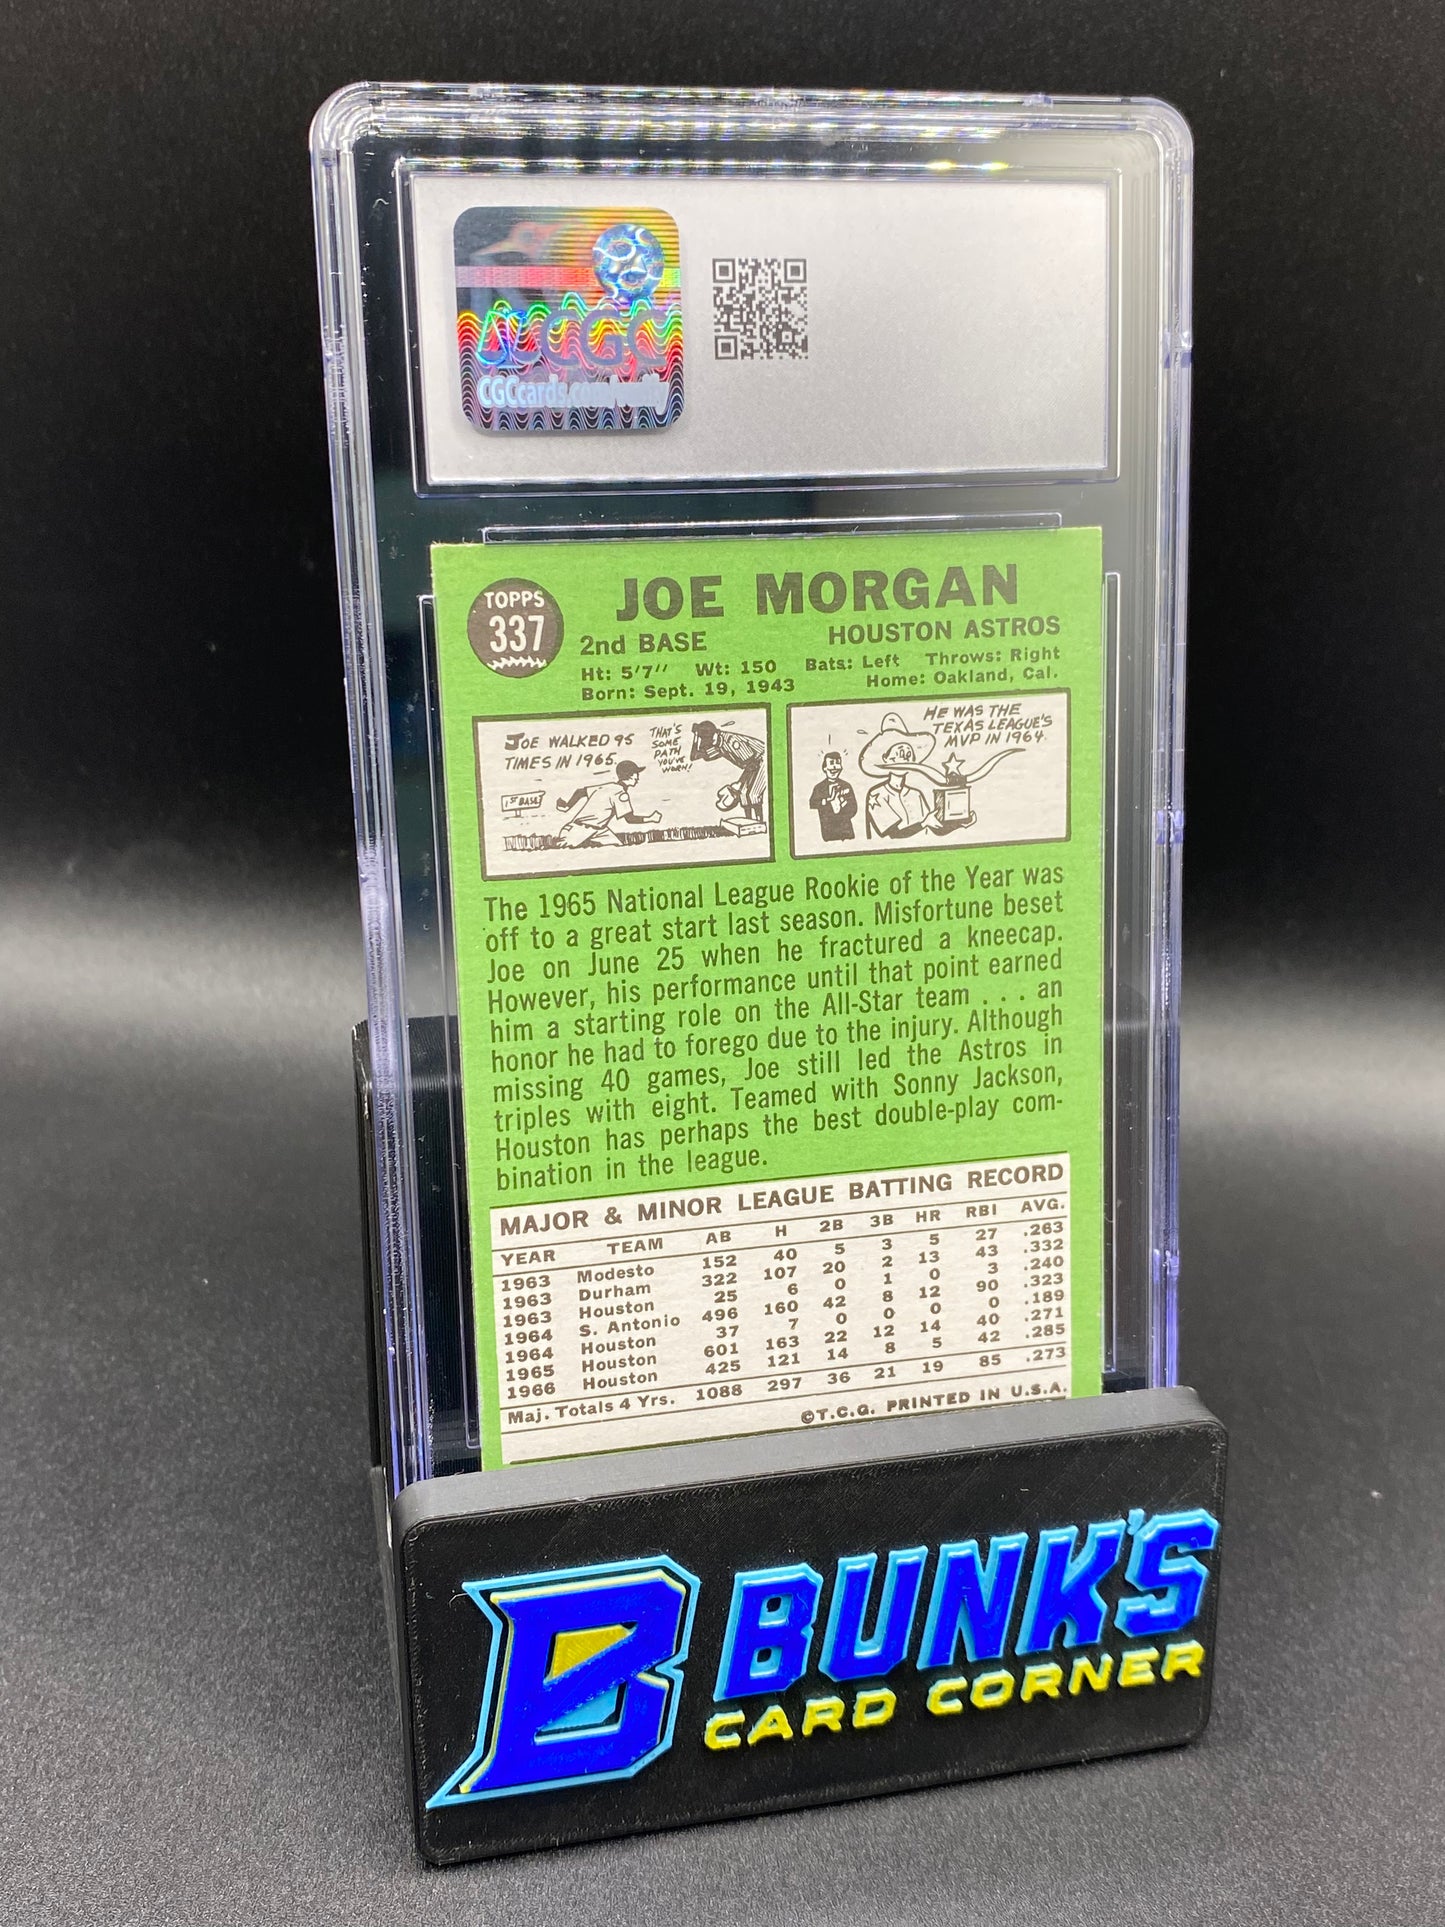 CGC
CGCcards.com/verify
TOPPS
337
JOE MORGAN
2nd BASE
HOUSTON ASTROS
Ht: 5'7" Wt: 150 Bats: Left Throws: Right
Born: Sept. 19, 1943 Home: Oakland, Cal.
JOE WALKED 95
TIMES IN 1965.
THAT'S
SOME
PATH
YOU'VE
WORN!
1ST BASE
HE WAS THE
TEXAS LEAGUE'S
MVP IN 1964.
The 1965 National League Rookie of the Year was
off to a great start last season. Misfortune beset
Joe on June 25 when he fractured a kneecap.
However, his performance until that point earned
him a starting role on the All-Star team . . . an
honor he had to forego due to the injury. Although
missing 40 games, Joe still led the Astros in
triples with eight. Teamed with Sonny Jackson,
Houston has perhaps the best double-play com-
bination in the league.
MAJOR & MINOR LEAGUE BATTING RECORD
YEAR TEAM AB H 2B 3B HR RBI AVG.
1963 Modesto 152 40 5 3 5 27 .263
1963 Durham 322 107 20 2 13 43 .332
1963 Houston 25 6 0 1 0 3 .240
1964 S. Antonio 496 160 42 8 12 90 .323
1964 Houston 37 7 0 0 0 0 .189
1965 Houston 601 163 22 12 14 40 .271
1966 Houston 425 121 14 8 5 42 .285
Maj. Totals 4 Yrs. 1088 297 36 21 19 85 .273
©T.C.G. PRINTED IN U.S.A.
B
BUNK'S
CARD CORNER